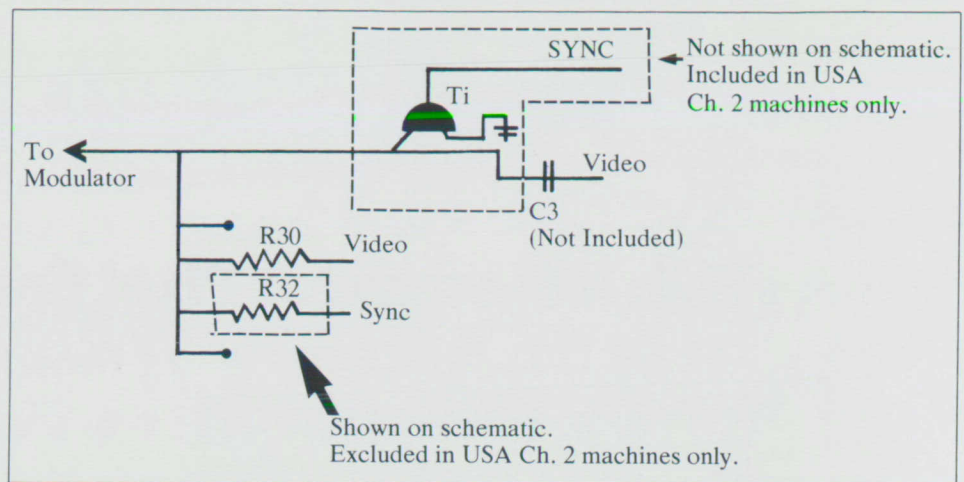 SYNC
Not shown on schematic.
Included in USA
Ch. 2 machines only.
Ti
To
Modulator
Video
C3
(Not Included)
R30
Video
R32
Sync
Shown on schematic.
Excluded in USA Ch. 2 machines only.